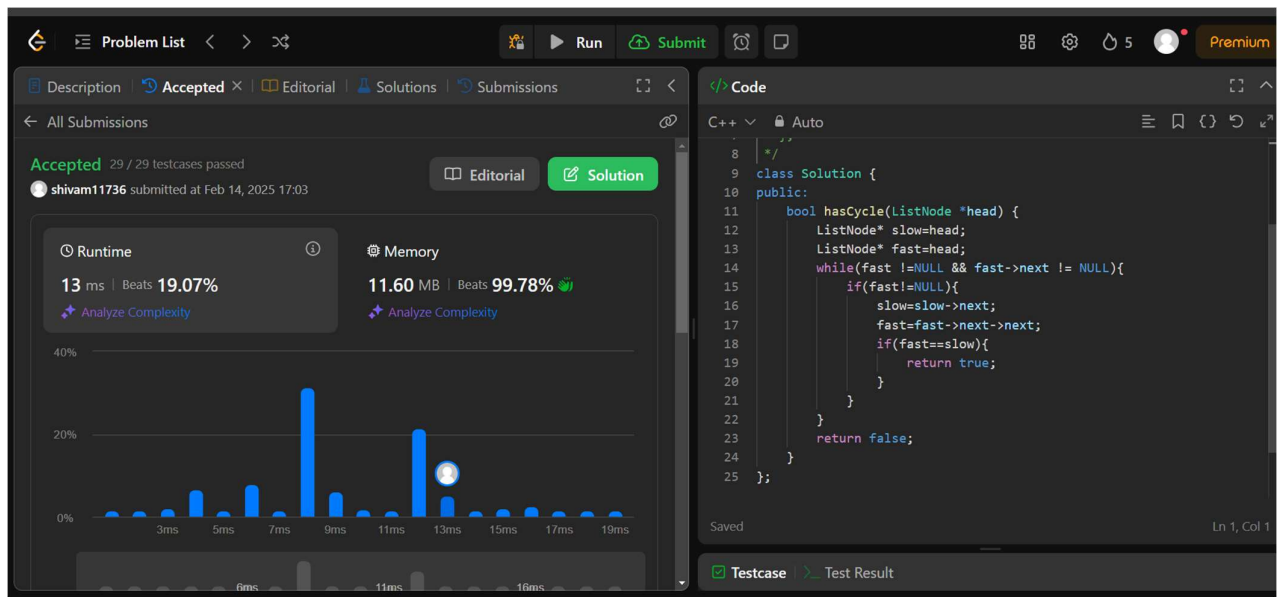 Problem List
Run
Submit
5
Premium
Description
Accepted
Editorial
Solutions
Submissions
All Submissions
Accepted 29 / 29 testcases passed
shivam11736 submitted at Feb 14, 2025 17:03
Editorial
Solution
Runtime
13 ms | Beats 19.07%
Analyze Complexity
Memory
11.60 MB | Beats 99.78%
Analyze Complexity
40%
20%
0%
3ms 5ms 7ms 9ms 11ms 13ms 15ms 17ms 19ms
6ms 11ms 16ms
</> Code
C++ Auto
8 */
9 class Solution {
10 public:
11 bool hasCycle(ListNode *head) {
12 ListNode* slow=head;
13 ListNode* fast=head;
14 while(fast !=NULL && fast->next != NULL){
15 if(fast!=NULL){
16 slow=slow->next;
17 fast=fast->next->next;
18 if(fast==slow){
19 return true;
20 }
21 }
22 }
23 return false;
24 }
25 };
Saved
Ln 1, Col 1
Testcase
Test Result